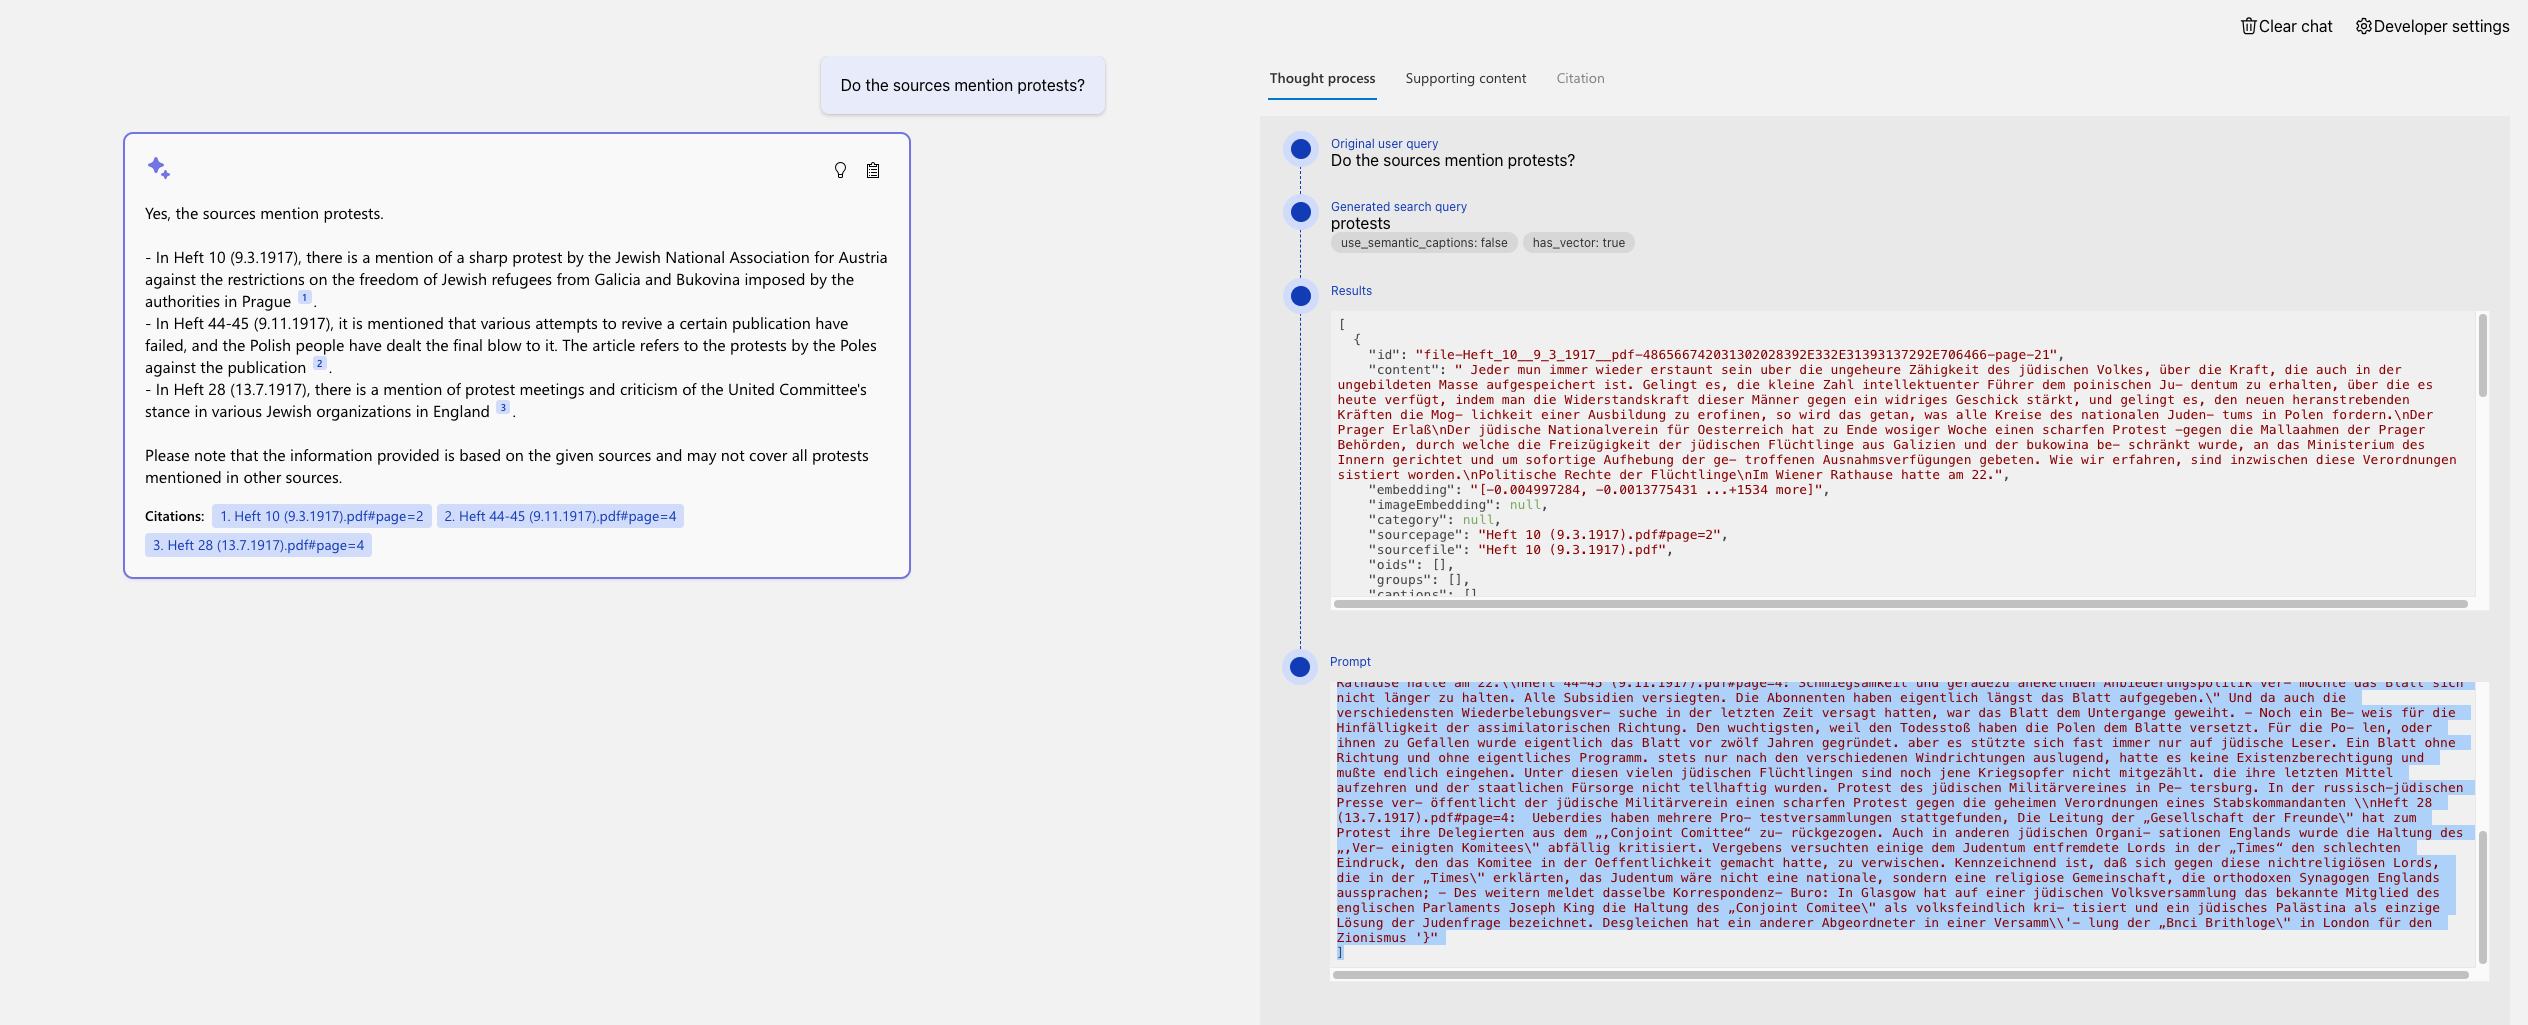 Clear chat
Developer settings
Do the sources mention protests?
Yes, the sources mention protests.
- In Heft 10 (9.3.1917), there is a mention of a sharp protest by the Jewish National Association for Austria
against the restrictions on the freedom of Jewish refugees from Galicia and Bukovina imposed by the
authorities in Prague 1 .
- In Heft 44-45 (9.11.1917), it is mentioned that various attempts to revive a certain publication have
failed, and the Polish people have dealt the final blow to it. The article refers to the protests by the Poles
against the publication 2 .
- In Heft 28 (13.7.1917), there is a mention of protest meetings and criticism of the United Committee's
stance in various Jewish organizations in England 3 .
Please note that the information provided is based on the given sources and may not cover all protests
mentioned in other sources.
Citations: 1. Heft 10 (9.3.1917).pdf#page=2 2. Heft 44-45 (9.11.1917).pdf#page=4
3. Heft 28 (13.7.1917).pdf#page=4
Thought process Supporting content Citation
Original user query
Do the sources mention protests?
Generated search query
protests
use_semantic_captions: false has_vector: true
Results
[
{
"id": "file-Heft_10__9_3_1917__pdf-486566742031302028392E332E31393137292E706466-page-21",
"content": " Jeder mun immer wieder erstaunt sein uber die ungeheure Zähigkeit des jüdischen Volkes, über die Kraft, die auch in der
ungebildeten Masse aufgespeichert ist. Gelingt es, die kleine Zahl intellektuenter Führer dem poinischen Ju- dentum zu erhalten, über die es
heute verfügt, indem man die Widerstandskraft dieser Männer gegen ein widriges Geschick stärkt, und gelingt es, den neuen heranstrebenden
Kräften die Mog- lichkeit einer Ausbildung zu erofinen, so wird das getan, was alle Kreise des nationalen Juden- tums in Polen fordern.\nDer
Prager Erlaß\nDer jüdische Nationalverein für Oesterreich hat zu Ende wosiger Woche einen scharfen Protest -gegen die Mallaahmen der Prager
Behörden, durch welche die Freizügigkeit der jüdischen Flüchtlinge aus Galizien und der bukowina be- schränkt wurde, an das Ministerium des
Innern gerichtet und um sofortige Aufhebung der ge- troffenen Ausnahmsverfügungen gebeten. Wie wir erfahren, sind inzwischen diese Verordnungen
sistiert worden.\nPolitische Rechte der Flüchtlinge\nIm Wiener Rathause hatte am 22.",
"embedding": "[-0.004997284, -0.0013775431 ...+1534 more]",
"imageEmbedding": null,
"category": null,
"sourcepage": "Heft 10 (9.3.1917).pdf#page=2",
"sourcefile": "Heft 10 (9.3.1917).pdf",
"oids": [],
"groups": [],
"captions": []
Prompt
Rathause hatte am 22.\\nHeft 44-45 (9.11.1917).pdf#page=4: Schmiegsamkeit und geradezu anekelnden Anbiederungspolitik ver- mochte das Blatt sich
nicht länger zu halten. Alle Subsidien versiegten. Die Abonnenten haben eigentlich längst das Blatt aufgegeben.\" Und da auch die
verschiedensten Wiederbelebungsver- suche in der letzten Zeit versagt hatten, war das Blatt dem Untergange geweiht. - Noch ein Be- weis für die
Hinfälligkeit der assimilatorischen Richtung. Den wuchtigsten, weil den Todesstoß haben die Polen dem Blatte versetzt. Für die Po- len, oder
ihnen zu Gefallen wurde eigentlich das Blatt vor zwölf Jahren gegründet. aber es stützte sich fast immer nur auf jüdische Leser. Ein Blatt ohne
Richtung und ohne eigentliches Programm. stets nur nach den verschiedenen Windrichtungen auslugend, hatte es keine Existenzberechtigung und
mußte endlich eingehen. Unter diesen vielen jüdischen Flüchtlingen sind noch jene Kriegsopfer nicht mitgezählt. die ihre letzten Mittel
aufzehren und der staatlichen Fürsorge nicht tellhaftig wurden. Protest des jüdischen Militärvereines in Pe- tersburg. In der russisch-jüdischen
Presse ver- öffentlicht der jüdische Militärverein einen scharfen Protest gegen die geheimen Verordnungen eines Stabskommandanten \\nHeft 28
(13.7.1917).pdf#page=4:  Ueberdies haben mehrere Pro- testversammlungen stattgefunden, Die Leitung der „Gesellschaft der Freunde\" hat zum
Protest ihre Delegierten aus dem „,Conjoint Comittee“ zu- rückgezogen. Auch in anderen jüdischen Organi- sationen Englands wurde die Haltung des
„,Ver- einigten Komitees\" abfällig kritisiert. Vergebens versuchten einige dem Judentum entfremdete Lords in der „Times“ den schlechten
Eindruck, den das Komitee in der Oeffentlichkeit gemacht hatte, zu verwischen. Kennzeichnend ist, daß sich gegen diese nichtreligiösen Lords,
die in der „Times\" erklärten, das Judentum wäre nicht eine nationale, sondern eine religiose Gemeinschaft, die orthodoxen Synagogen Englands
aussprachen; - Des weitern meldet dasselbe Korrespondenz- Buro: In Glasgow hat auf einer jüdischen Volksversammlung das bekannte Mitglied des
englischen Parlaments Joseph King die Haltung des „Conjoint Comitee\" als volksfeindlich kri- tisiert und ein jüdisches Palästina als einzige
Lösung der Judenfrage bezeichnet. Desgleichen hat ein anderer Abgeordneter in einer Versamm\\'- lung der „Bnci Brithloge\" in London für den
Zionismus '}"
]